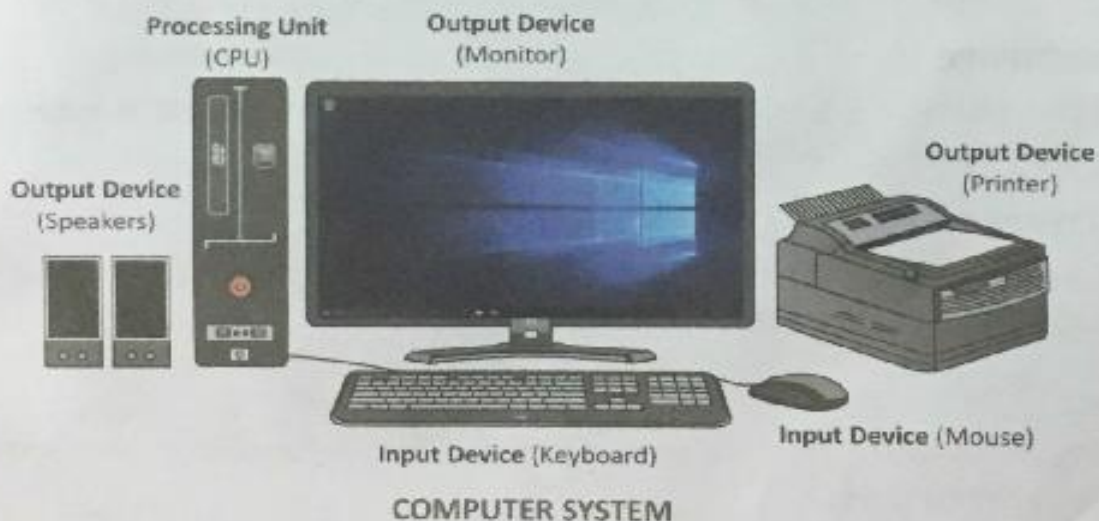 Processing Unit
(CPU)
Output Device
(Monitor)
Output Device
(Printer)
Output Device
(Speakers)
Input Device (Keyboard)
Input Device (Mouse)
COMPUTER SYSTEM